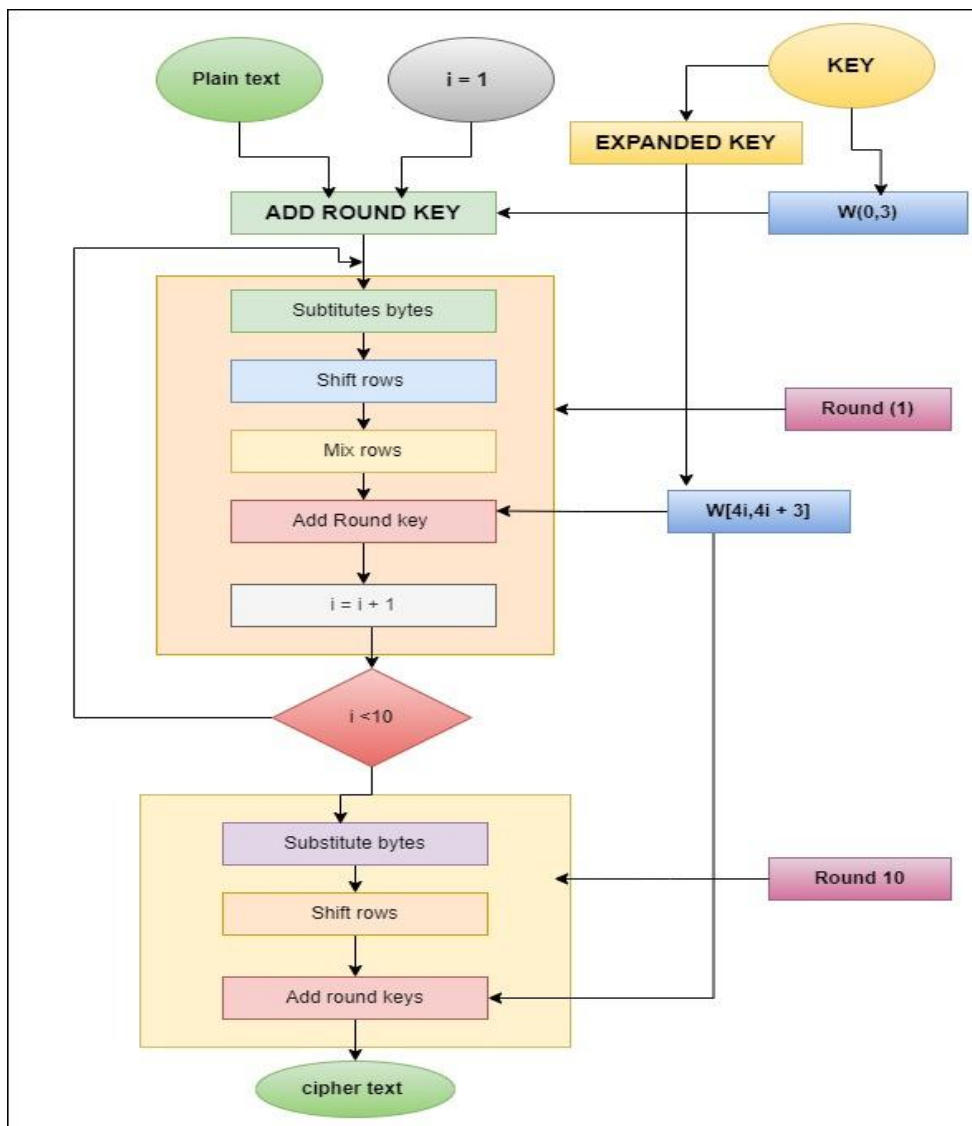 Plain text
i = 1
KEY
EXPANDED KEY
ADD ROUND KEY
W(0,3)
Subtitutes bytes
Shift rows
Round (1)
Mix rows
Add Round key
W[4i,4i + 3]
i = i + 1
i <10
Substitute bytes
Round 10
Shift rows
Add round keys
cipher text